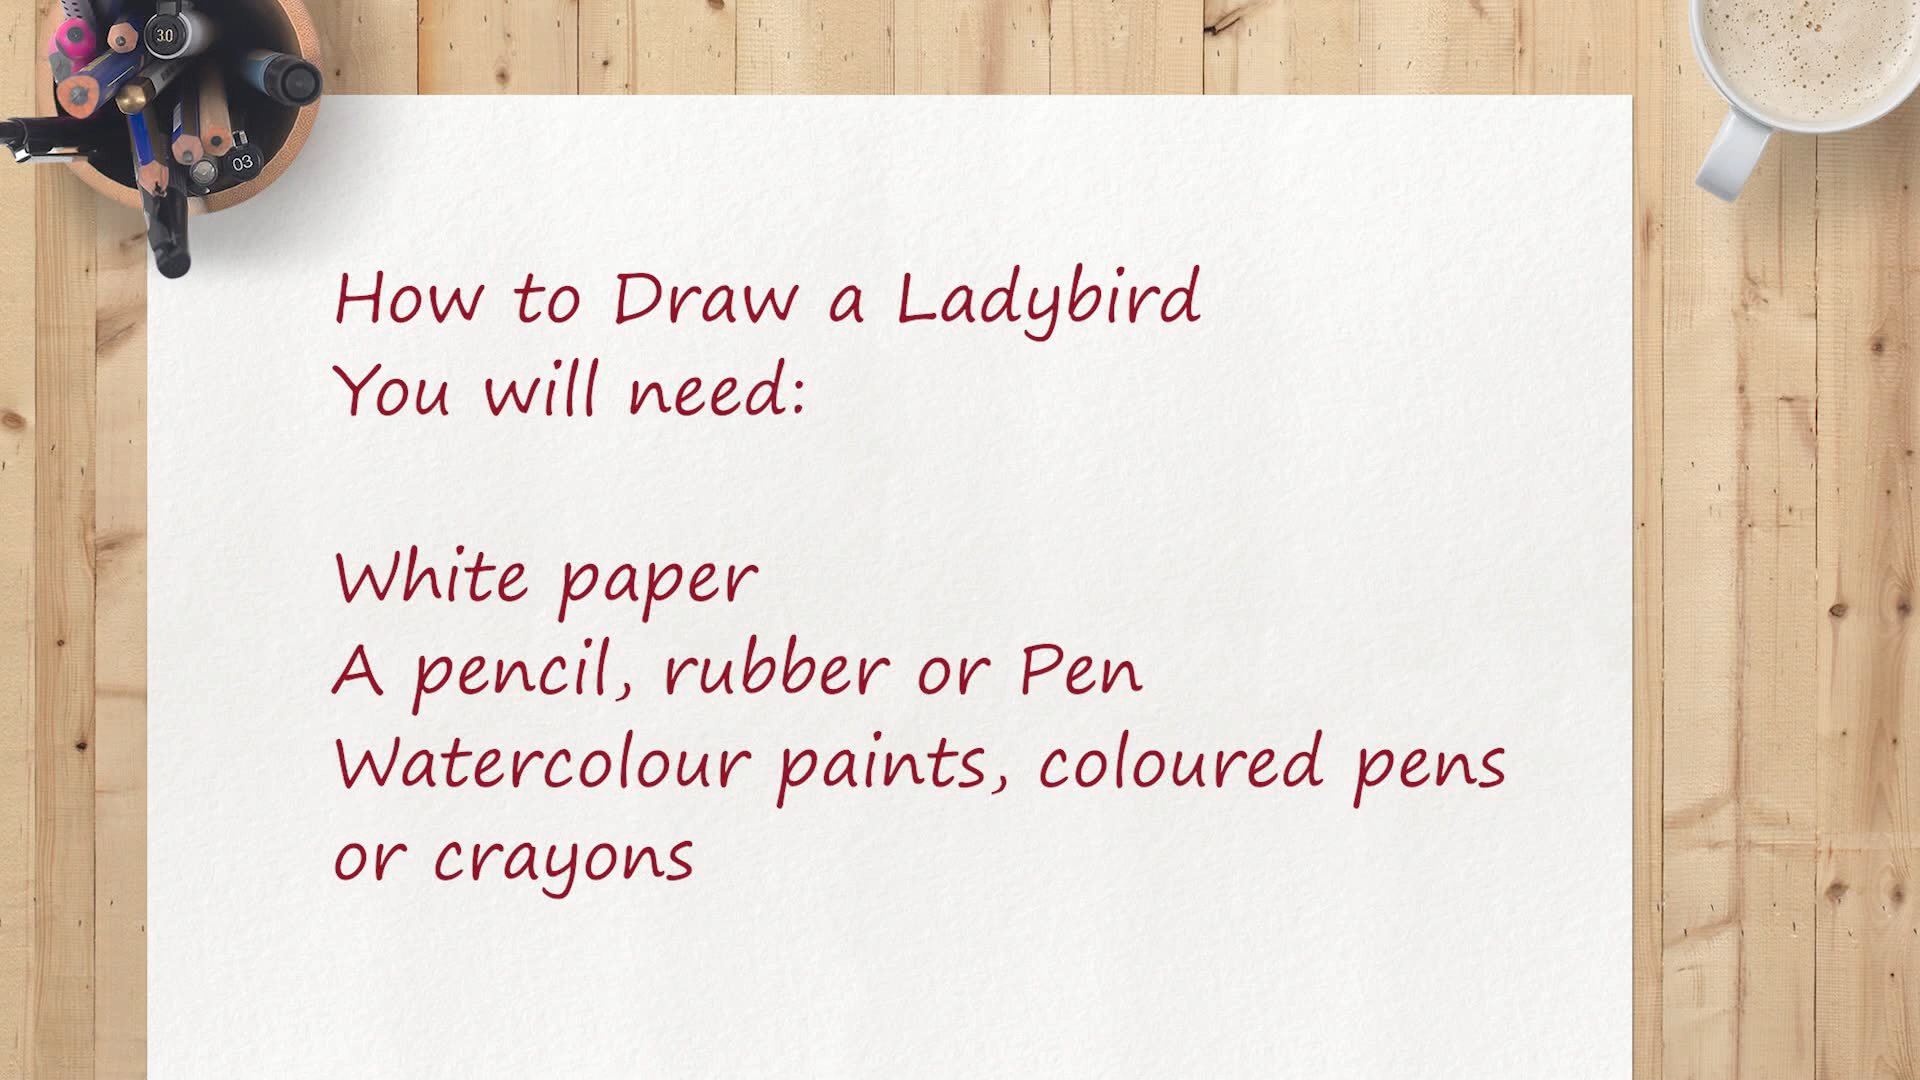 3.0
03
How to Draw a Ladybird
You will need:
White paper
A pencil, rubber or Pen
Watercolour paints, coloured pens
or crayons